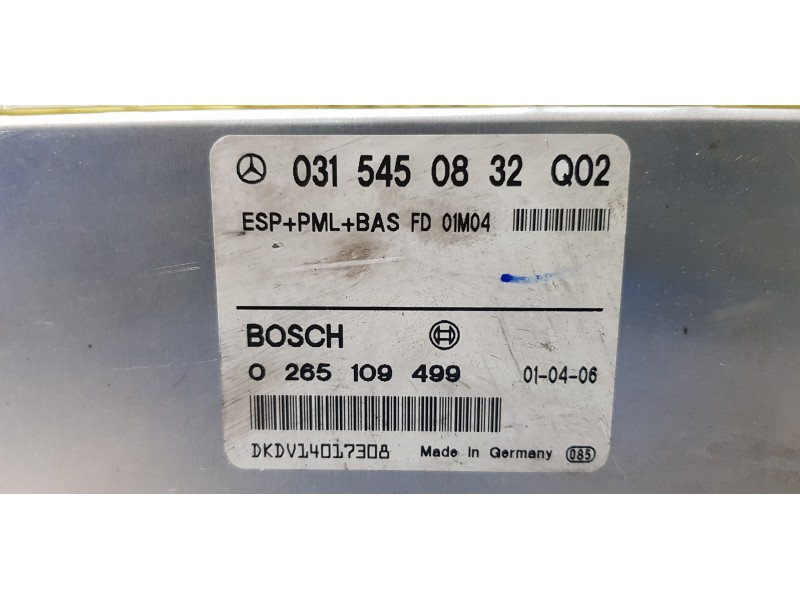 031 545 08 32 Q02
ESP+PML+BAS FD 01M04
BOSCH
0 265 109 499 01-04-06
DKDV14017308 Made in Germany 085